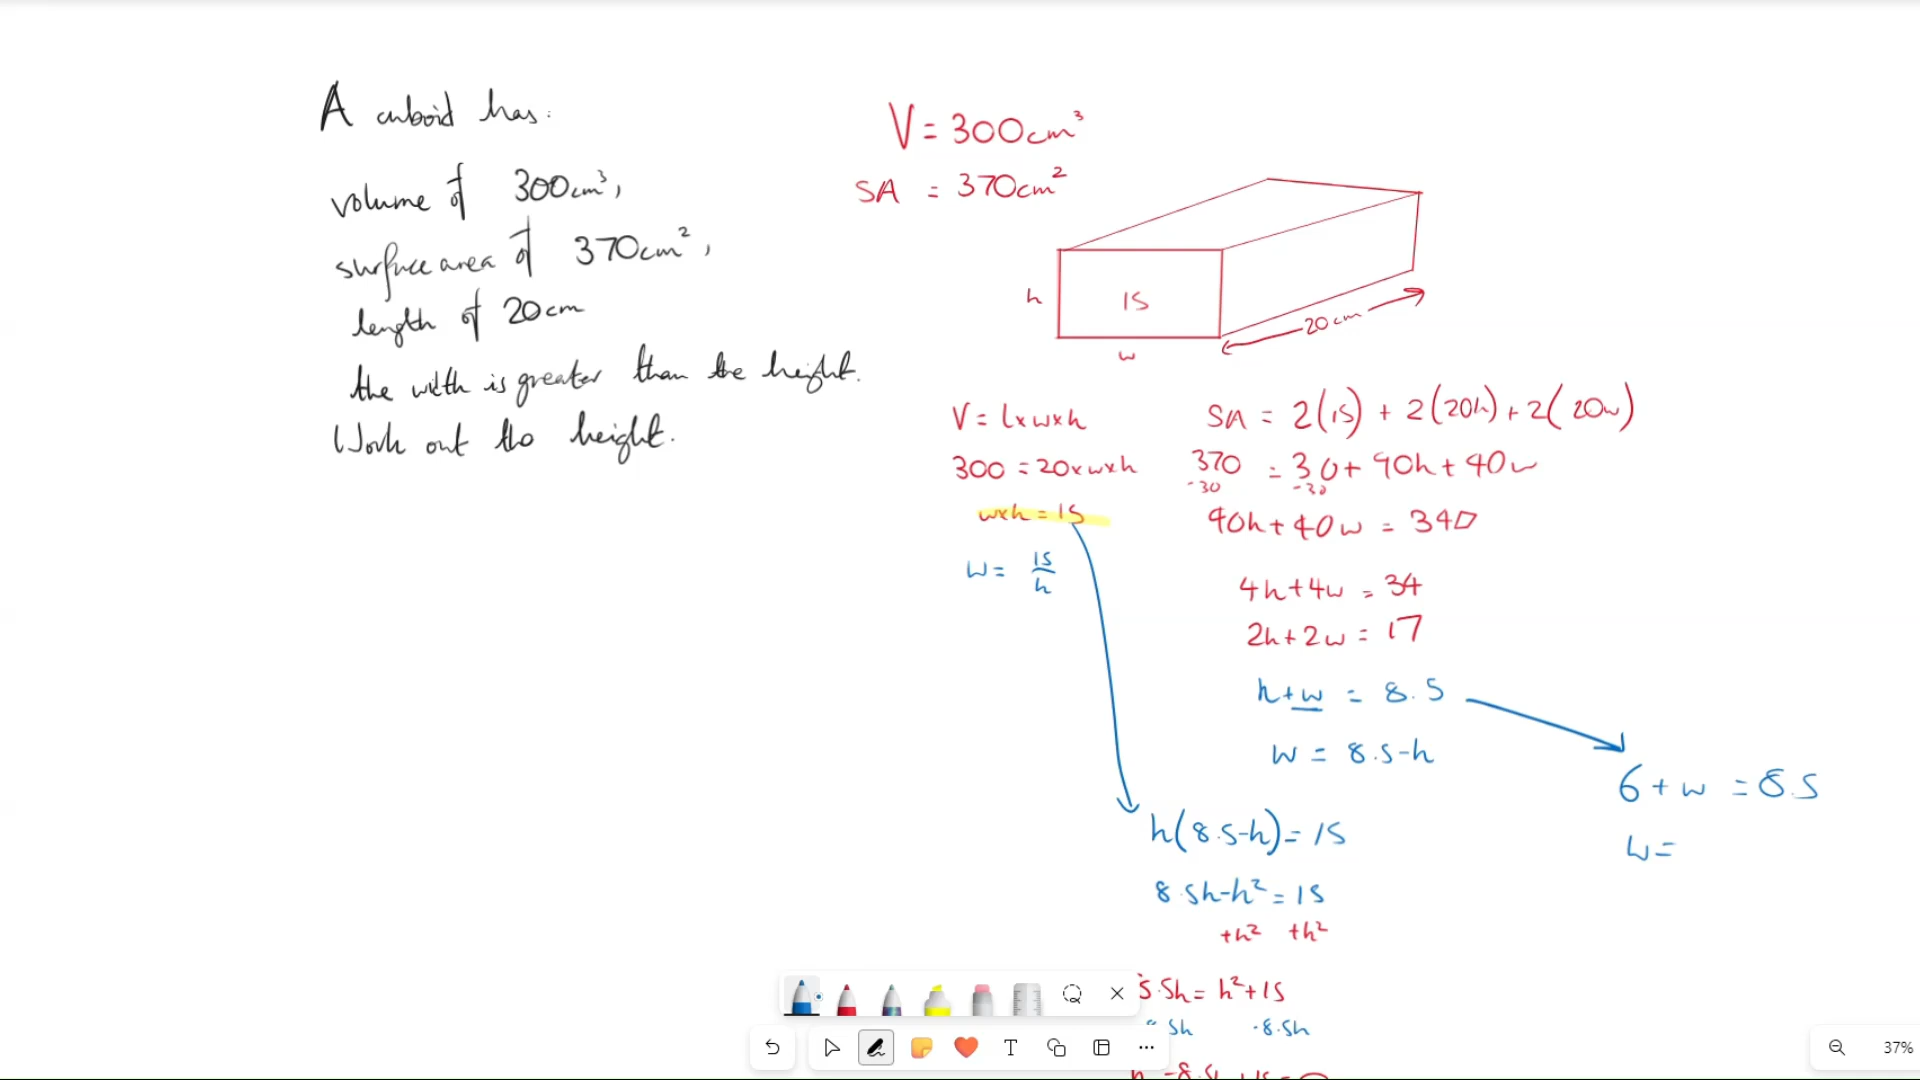 A cuboid has:
volume of 300cm³,
surface area of 370cm²,
length of 20cm
the width is greater than the height.
Work out the height.
V = 300cm³
SA = 370cm²
h
15
w
20cm
V = l×w×h
300 = 20×w×h
w×h = 15
w = 15/h
SA = 2(15) + 2(20h) + 2(20w)
370 = 30 + 40h + 40w
-30 -30
40h + 40w = 340
4h + 4w = 34
2h + 2w = 17
h + w = 8.5
w = 8.5-h
6 + w = 8.5
w =
h(8.5-h) = 15
8.5h-h² = 15
+h² +h²
.5h = h²+15
5h -8.5h
T
37%